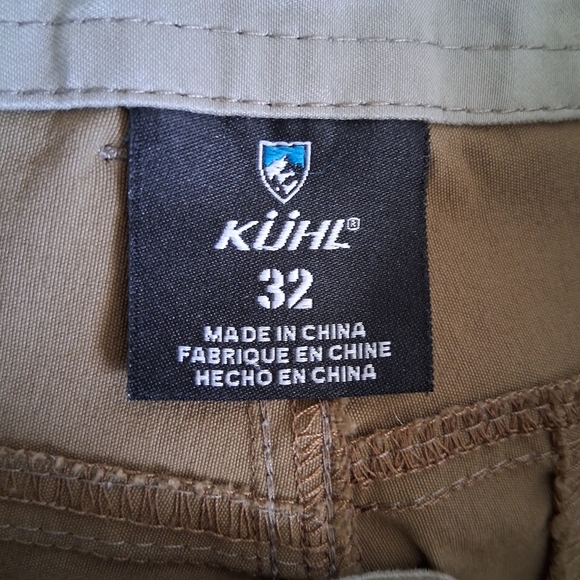 KÜHL®
32
MADE IN CHINA
FABRIQUE EN CHINE
HECHO EN CHINA